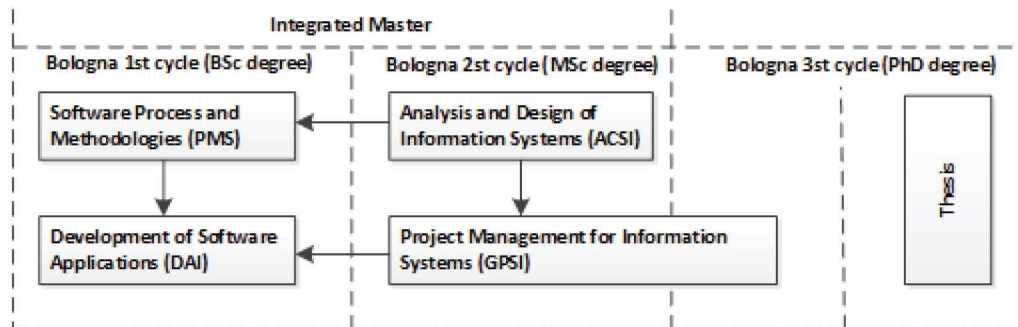 Integrated Master
Bologna 1st cycle (BSc degree)
Bologna 2st cycle (MSc degree)
Bologna 3st cycle (PhD degree)
Software Process and
Methodologies (PMS)
Analysis and Design of
Information Systems (ACSI)
Thesis
Development of Software
Applications (DAI)
Project Management for Information
Systems (GPSI)